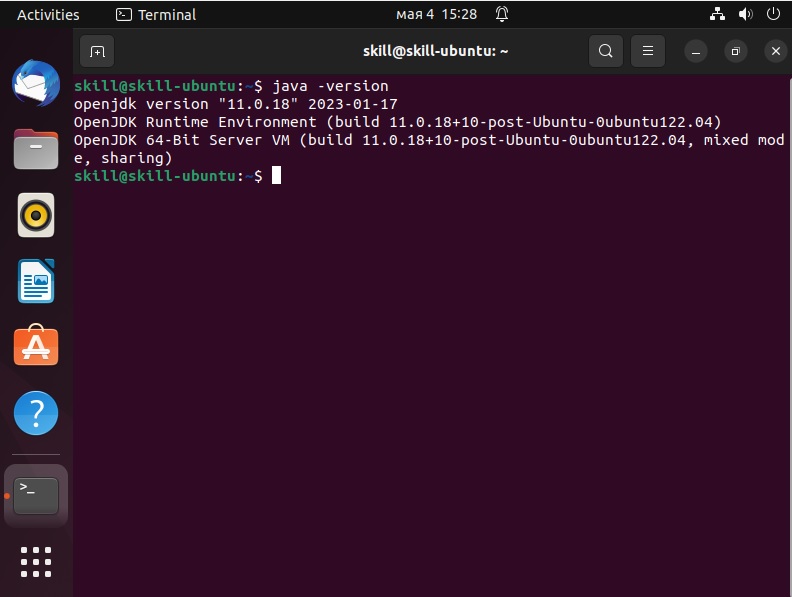 Activities Terminal мая 4 15:28
skill@skill-ubuntu: ~
skill@skill-ubuntu:~$ java -version
openjdk version "11.0.18" 2023-01-17
OpenJDK Runtime Environment (build 11.0.18+10-post-Ubuntu-0ubuntu122.04)
OpenJDK 64-Bit Server VM (build 11.0.18+10-post-Ubuntu-0ubuntu122.04, mixed mod
e, sharing)
skill@skill-ubuntu:~$